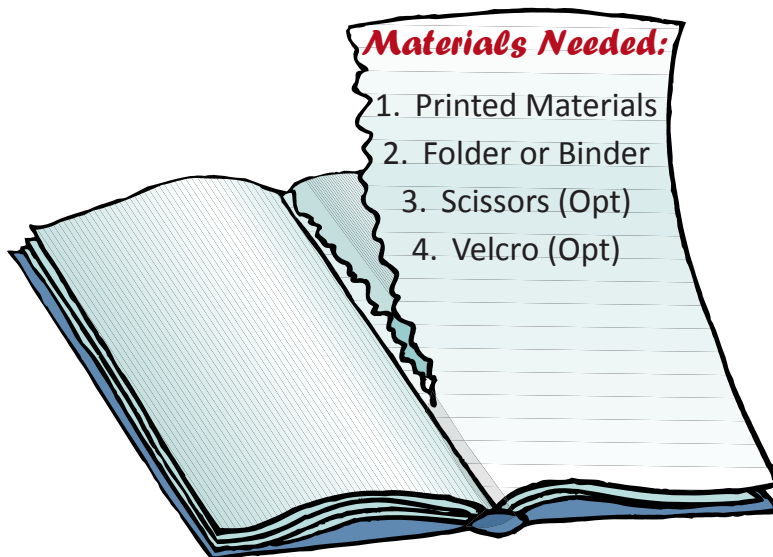 Materials Needed:
1. Printed Materials
2. Folder or Binder
3. Scissors (Opt)
4. Velcro (Opt)